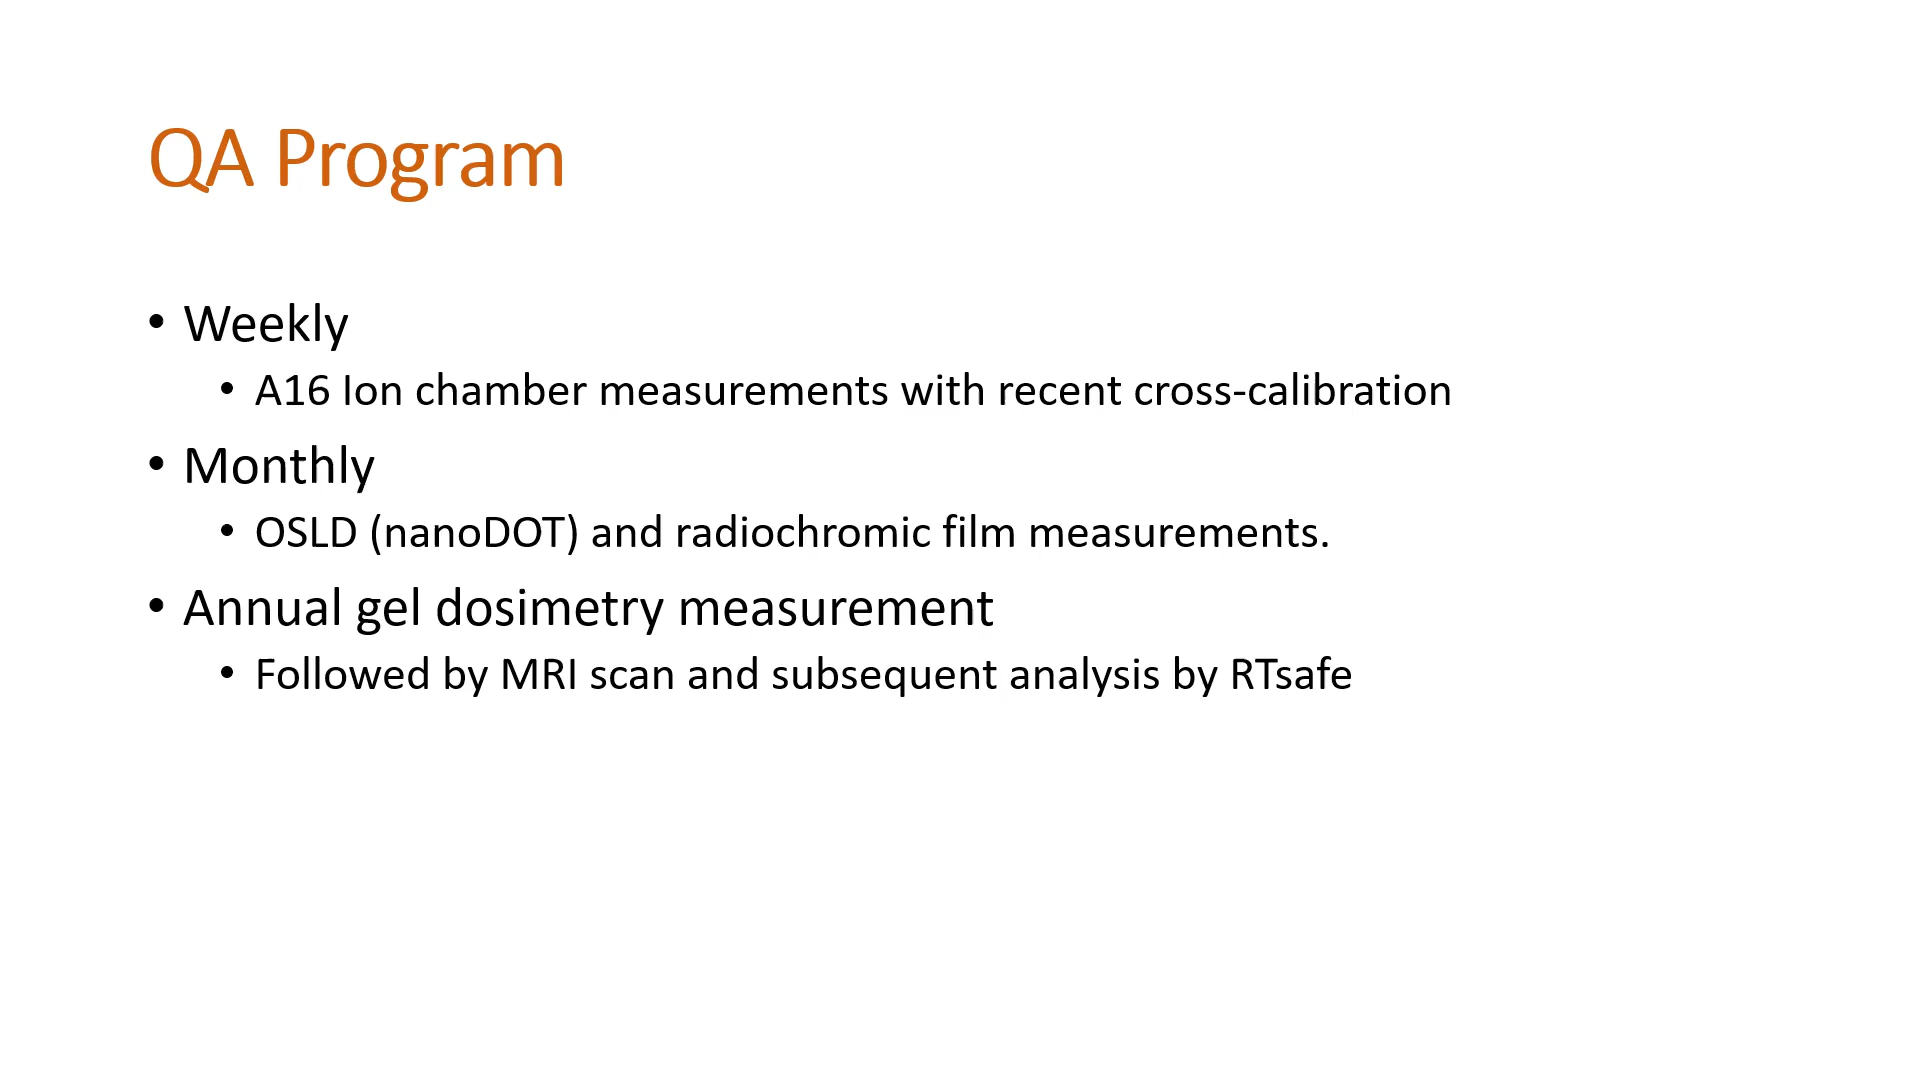 QA Program
• Weekly
• A16 Ion chamber measurements with recent cross-calibration
• Monthly
• OSLD (nanoDOT) and radiochromic film measurements.
• Annual gel dosimetry measurement
• Followed by MRI scan and subsequent analysis by RTsafe